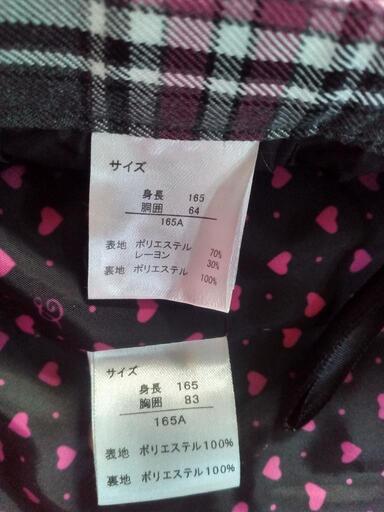 サイズ
身長 165
胴囲 64
165A
表地 ポリエステル 70%
レーヨン 30%
裏地 ポリエステル 100%
サイズ
身長 165
胸囲 83
165A
表地 ポリエステル100%
裏地 ポリエステル100%